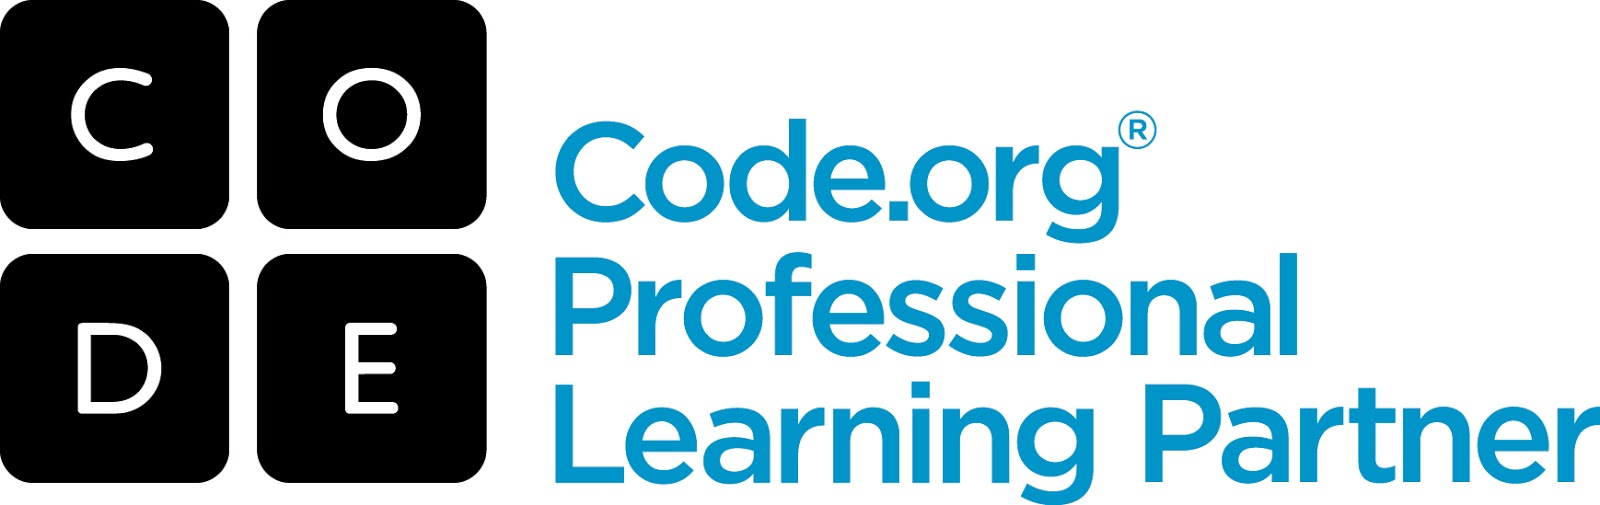 C O
D E
Code.org®
Professional
Learning Partner